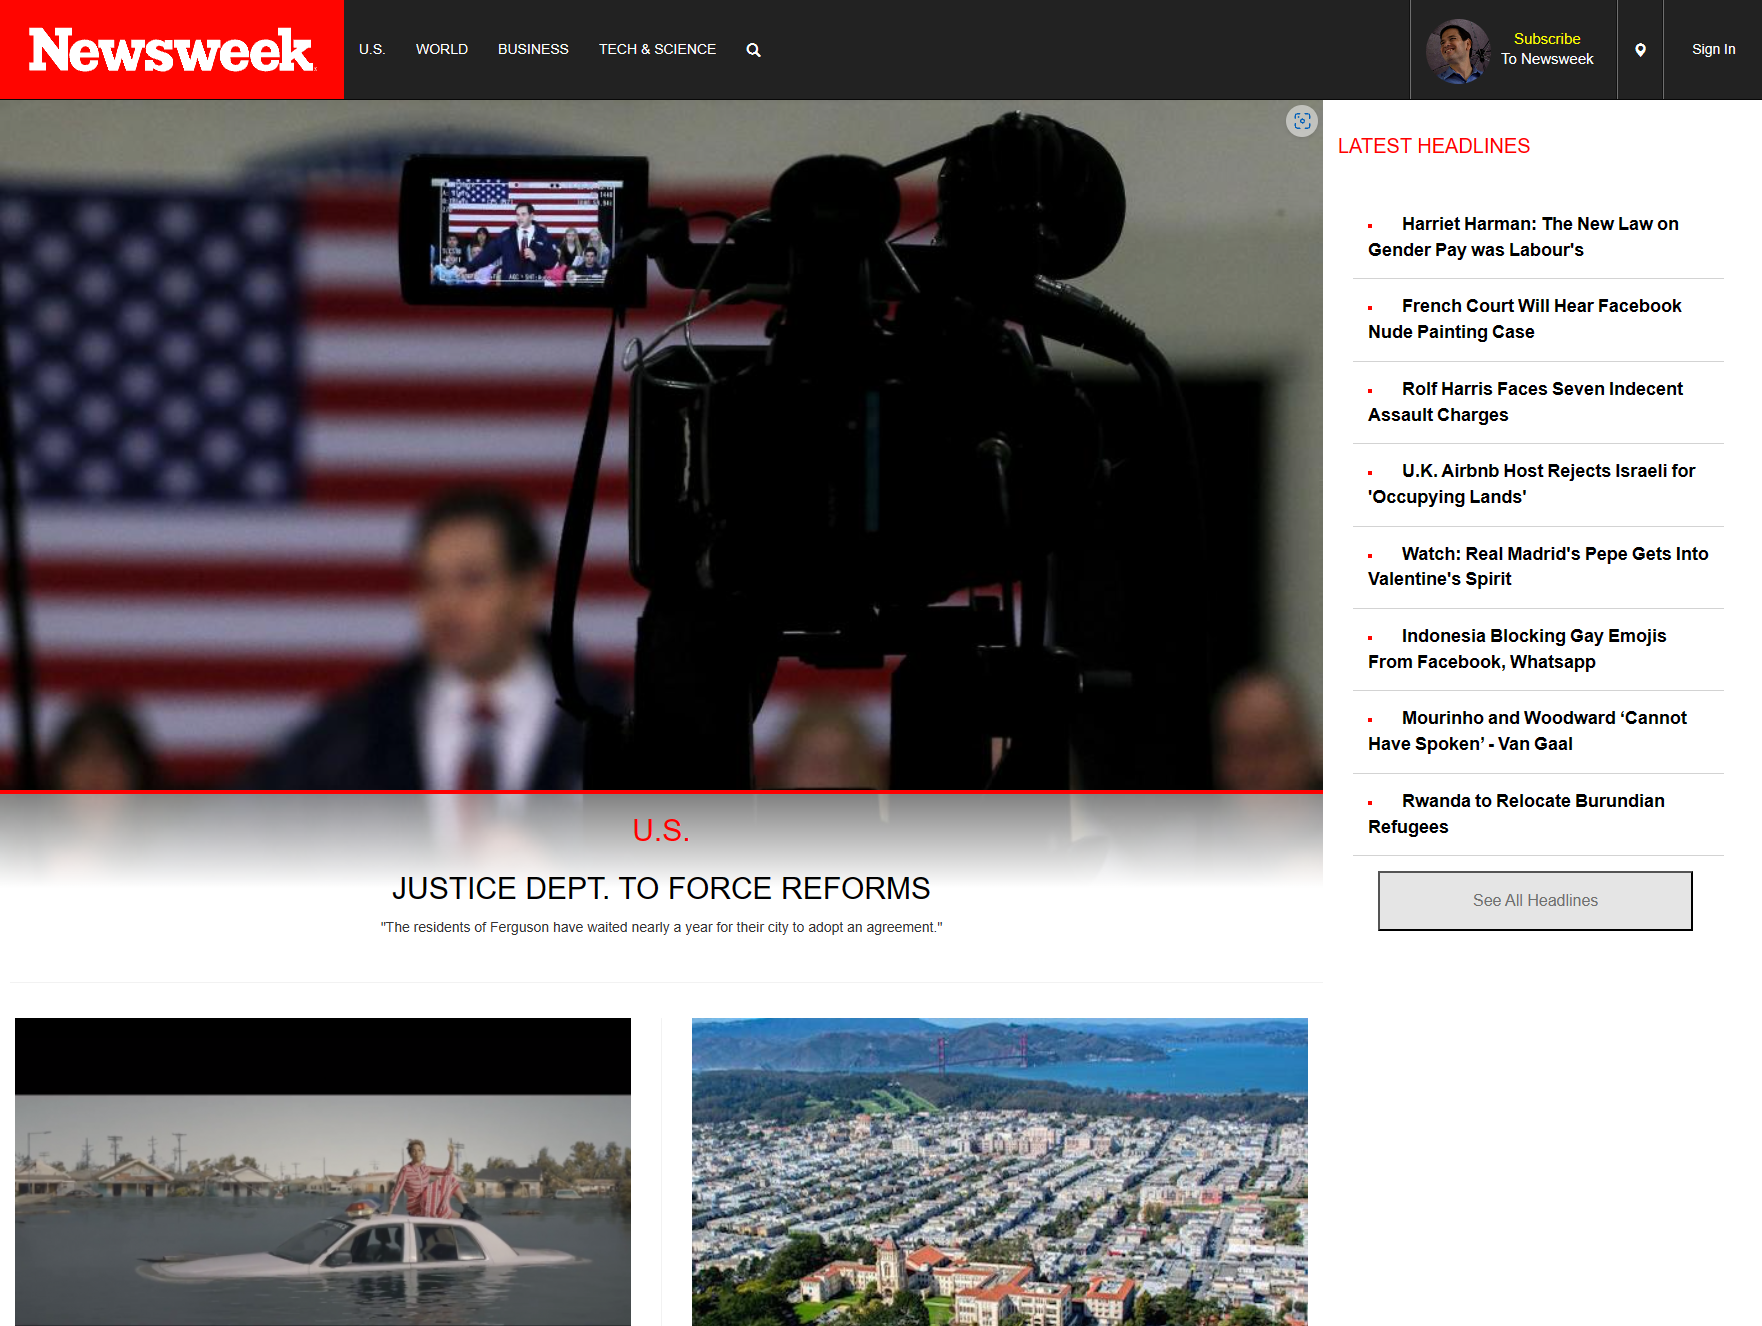 Newsweek
U.S.
WORLD
BUSINESS
TECH & SCIENCE
Subscribe
To Newsweek
Sign In
LATEST HEADLINES
Harriet Harman: The New Law on
Gender Pay was Labour's
French Court Will Hear Facebook
Nude Painting Case
Rolf Harris Faces Seven Indecent
Assault Charges
U.K. Airbnb Host Rejects Israeli for
'Occupying Lands'
Watch: Real Madrid's Pepe Gets Into
Valentine's Spirit
Indonesia Blocking Gay Emojis
From Facebook, Whatsapp
Mourinho and Woodward ‘Cannot
Have Spoken’ - Van Gaal
Rwanda to Relocate Burundian
Refugees
See All Headlines
U.S.
JUSTICE DEPT. TO FORCE REFORMS
"The residents of Ferguson have waited nearly a year for their city to adopt an agreement."